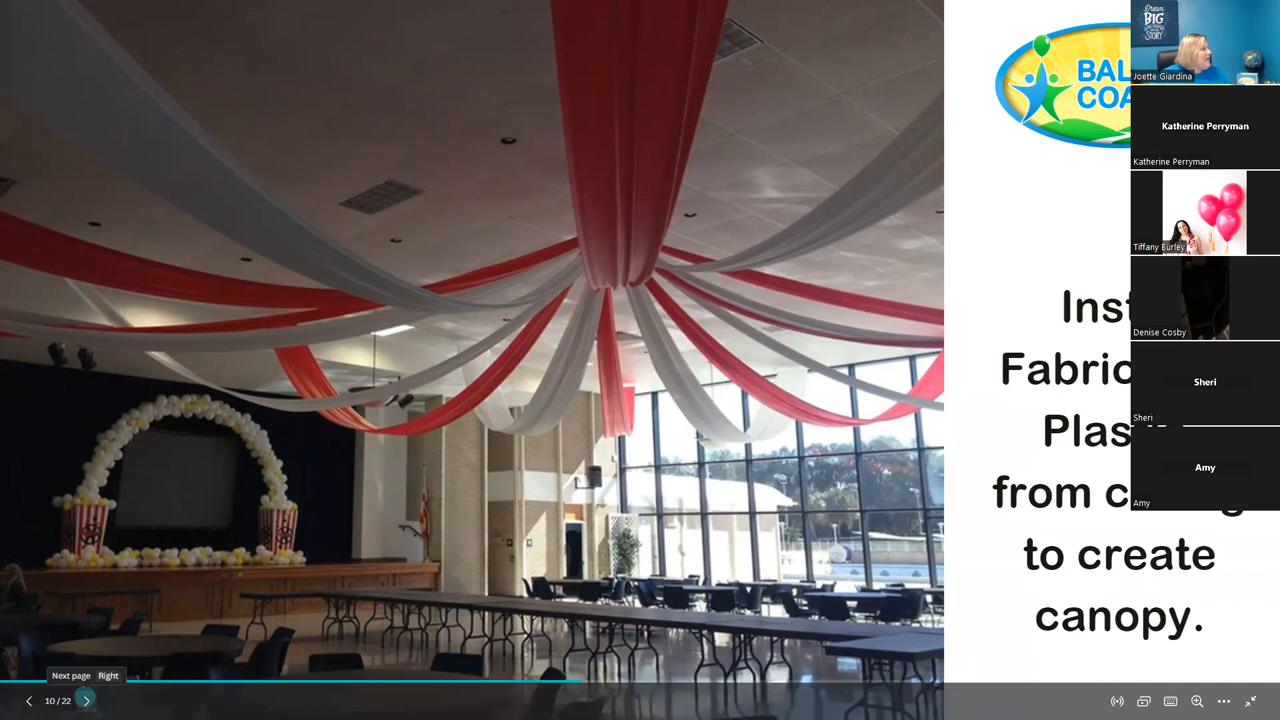 Dream
BIG
STORY
Joette Giardina
BAL
COA
Katherine Perryman
Katherine Perryman
Tiffany Burley
Denise Cosby
Inst
Fabric
Plas
from c g
to create
canopy.
Sheri
Sheri
Amy
Amy
Next page Right
10 / 22